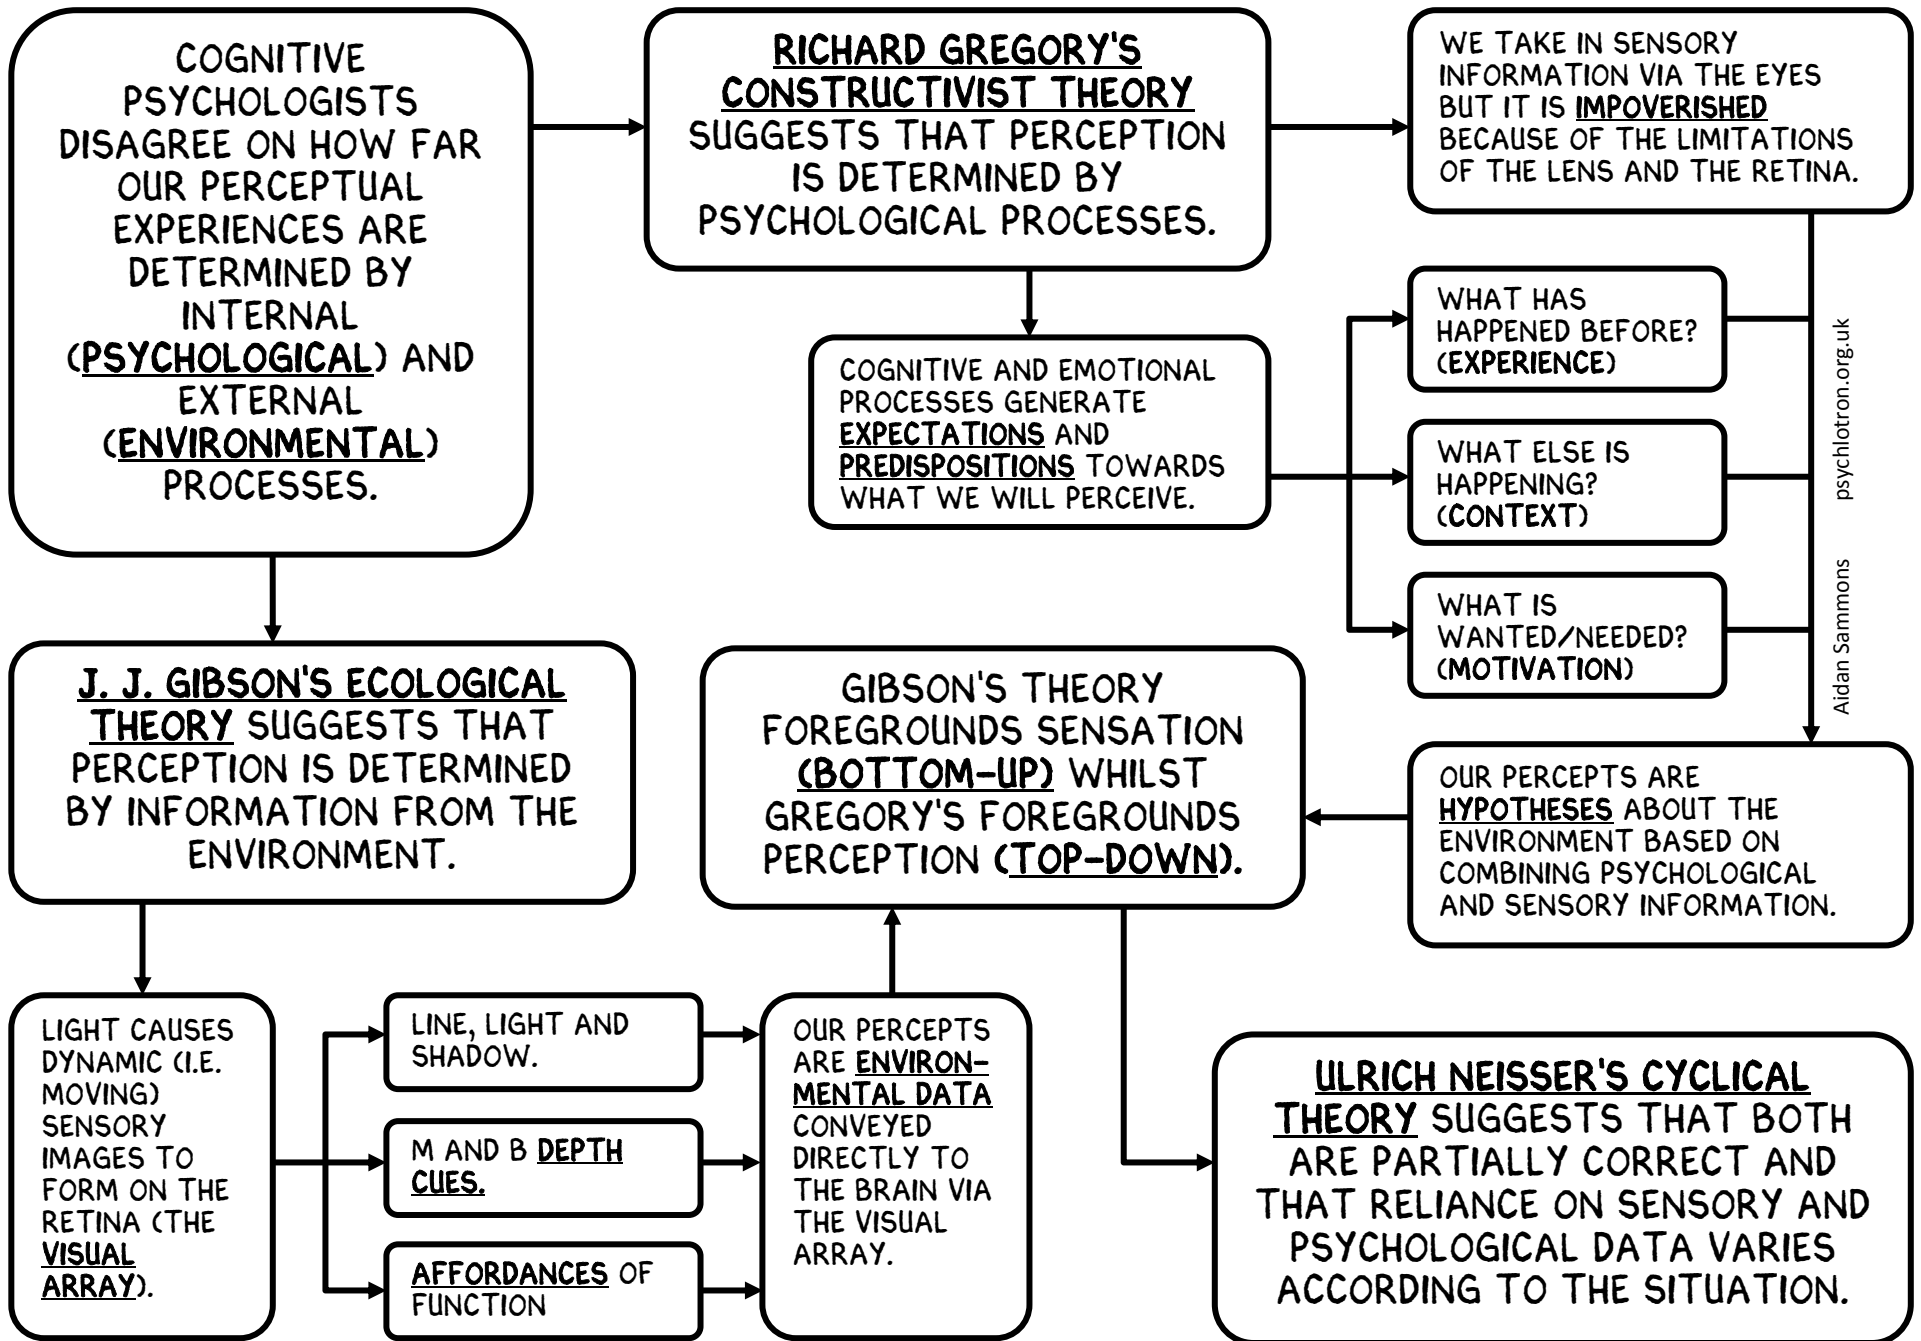 COGNITIVE
PSYCHOLOGISTS
DISAGREE ON HOW FAR
OUR PERCEPTUAL
EXPERIENCES ARE
DETERMINED BY
INTERNAL
(PSYCHOLOGICAL) AND
EXTERNAL
(ENVIRONMENTAL)
PROCESSES.
RICHARD GREGORY'S
CONSTRUCTIVIST THEORY
SUGGESTS THAT PERCEPTION
IS DETERMINED BY
PSYCHOLOGICAL PROCESSES.
WE TAKE IN SENSORY
INFORMATION VIA THE EYES
BUT IT IS IMPOVERISHED
BECAUSE OF THE LIMITATIONS
OF THE LENS AND THE RETINA.
COGNITIVE AND EMOTIONAL
PROCESSES GENERATE
EXPECTATIONS AND
PREDISPOSITIONS TOWARDS
WHAT WE WILL PERCEIVE.
WHAT HAS
HAPPENED BEFORE?
(EXPERIENCE)
WHAT ELSE IS
HAPPENING?
(CONTEXT)
WHAT IS
WANTED/NEEDED?
(MOTIVATION)
Aidan Sammons psychlotron.org.uk
J. J. GIBSON'S ECOLOGICAL
THEORY SUGGESTS THAT
PERCEPTION IS DETERMINED
BY INFORMATION FROM THE
ENVIRONMENT.
GIBSON'S THEORY
FOREGROUNDS SENSATION
(BOTTOM-UP) WHILST
GREGORY'S FOREGROUNDS
PERCEPTION (TOP-DOWN).
OUR PERCEPTS ARE
HYPOTHESES ABOUT THE
ENVIRONMENT BASED ON
COMBINING PSYCHOLOGICAL
AND SENSORY INFORMATION.
LIGHT CAUSES
DYNAMIC (I.E.
MOVING)
SENSORY
IMAGES TO
FORM ON THE
RETINA (THE
VISUAL
ARRAY).
LINE, LIGHT AND
SHADOW.
M AND B DEPTH
CUES.
AFFORDANCES OF
FUNCTION
OUR PERCEPTS
ARE ENVIRON-
MENTAL DATA
CONVEYED
DIRECTLY TO
THE BRAIN VIA
THE VISUAL
ARRAY.
ULRICH NEISSER'S CYCLICAL
THEORY SUGGESTS THAT BOTH
ARE PARTIALLY CORRECT AND
THAT RELIANCE ON SENSORY AND
PSYCHOLOGICAL DATA VARIES
ACCORDING TO THE SITUATION.